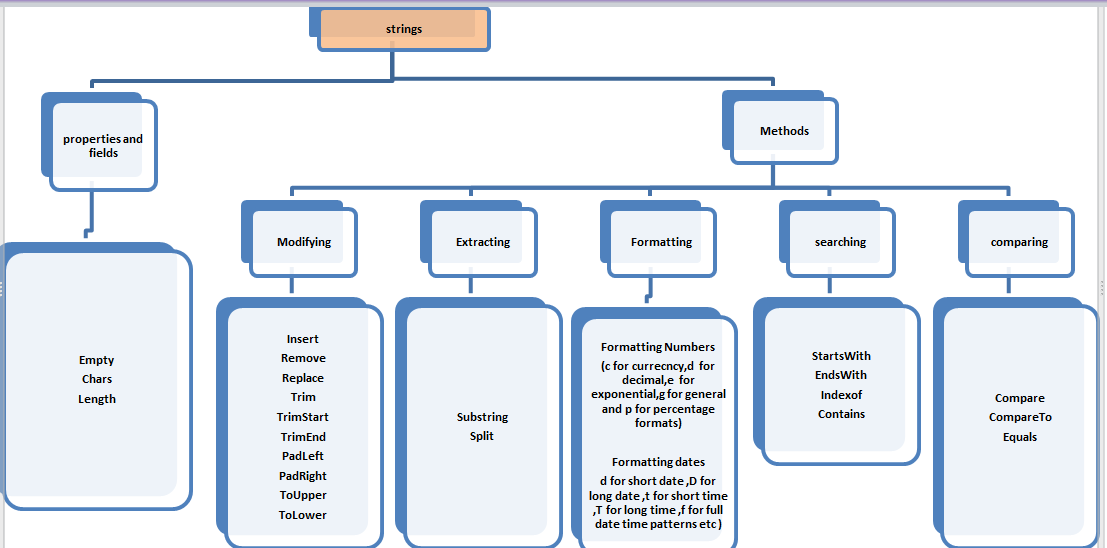 strings
properties and
fields
Methods
Empty
Chars
Length
Modifying
Insert
Remove
Replace
Trim
TrimStart
TrimEnd
PadLeft
PadRight
ToUpper
ToLower
Extracting
Substring
Split
Formatting
Formatting Numbers
(c for currecncy,d for
decimal,e for
exponential,g for general
and p for percentage
formats)
Formatting dates
d for short date ,D for
long date ,t for short time
,T for long time ,f for full
date time patterns etc )
searching
StartsWith
EndsWith
Indexof
Contains
comparing
Compare
CompareTo
Equals